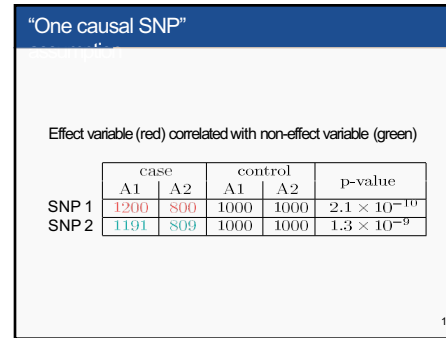 “One causal SNP”
assumption
Effect variable (red) correlated with non-effect variable (green)
case control p-value
A1 A2 A1 A2
SNP 1 1200 800 1000 1000 2.1 × 10⁻¹⁰
SNP 2 1191 809 1000 1000 1.3 × 10⁻⁹
1